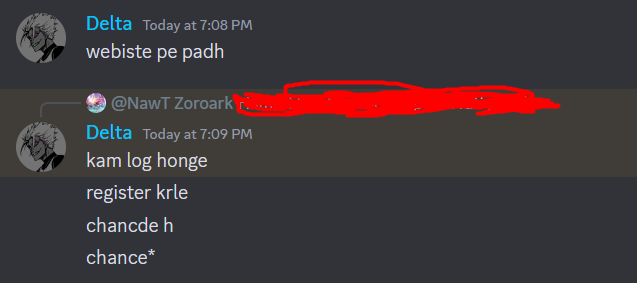 Delta Today at 7:08 PM
webiste pe padh
@NawT Zoroark
Delta Today at 7:09 PM
kam log honge
register krle
chancde h
chance*